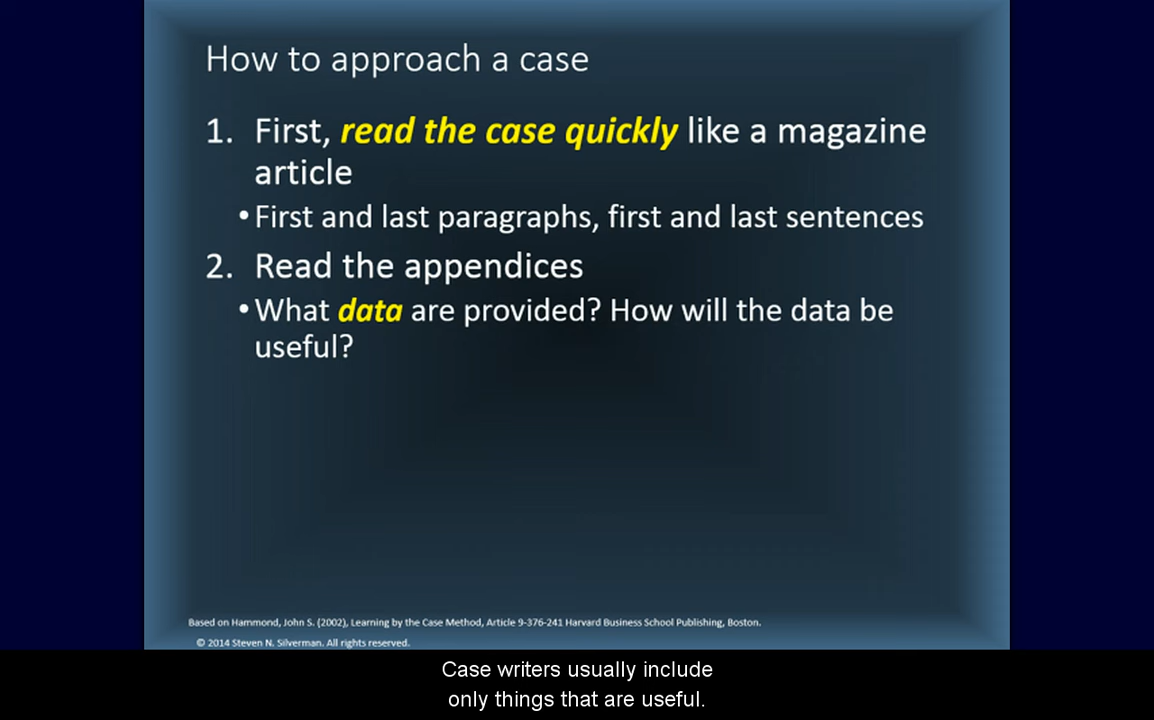 How to approach a case
1. First, read the case quickly like a magazine
article
• First and last paragraphs, first and last sentences
2. Read the appendices
• What data are provided? How will the data be
useful?
Based on Hammond, John S. (2002), Learning by the Case Method, Article 9-376-241 Harvard Business School Publishing, Boston.
© 2014 Steven N. Silverman. All rights reserved.
Case writers usually include
only things that are useful.